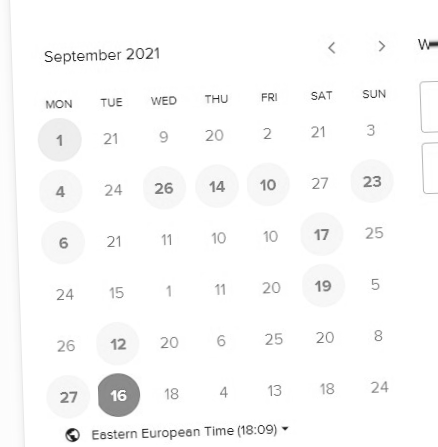 September 2021
MON TUE WED THU FRI SAT SUN
1 21 9 20 2 21 3
4 24 26 14 10 27 23
6 21 11 10 10 17 25
24 15 1 11 20 19 5
26 12 20 6 25 20 8
27 16 18 4 13 18 24
Eastern European Time (18:09)